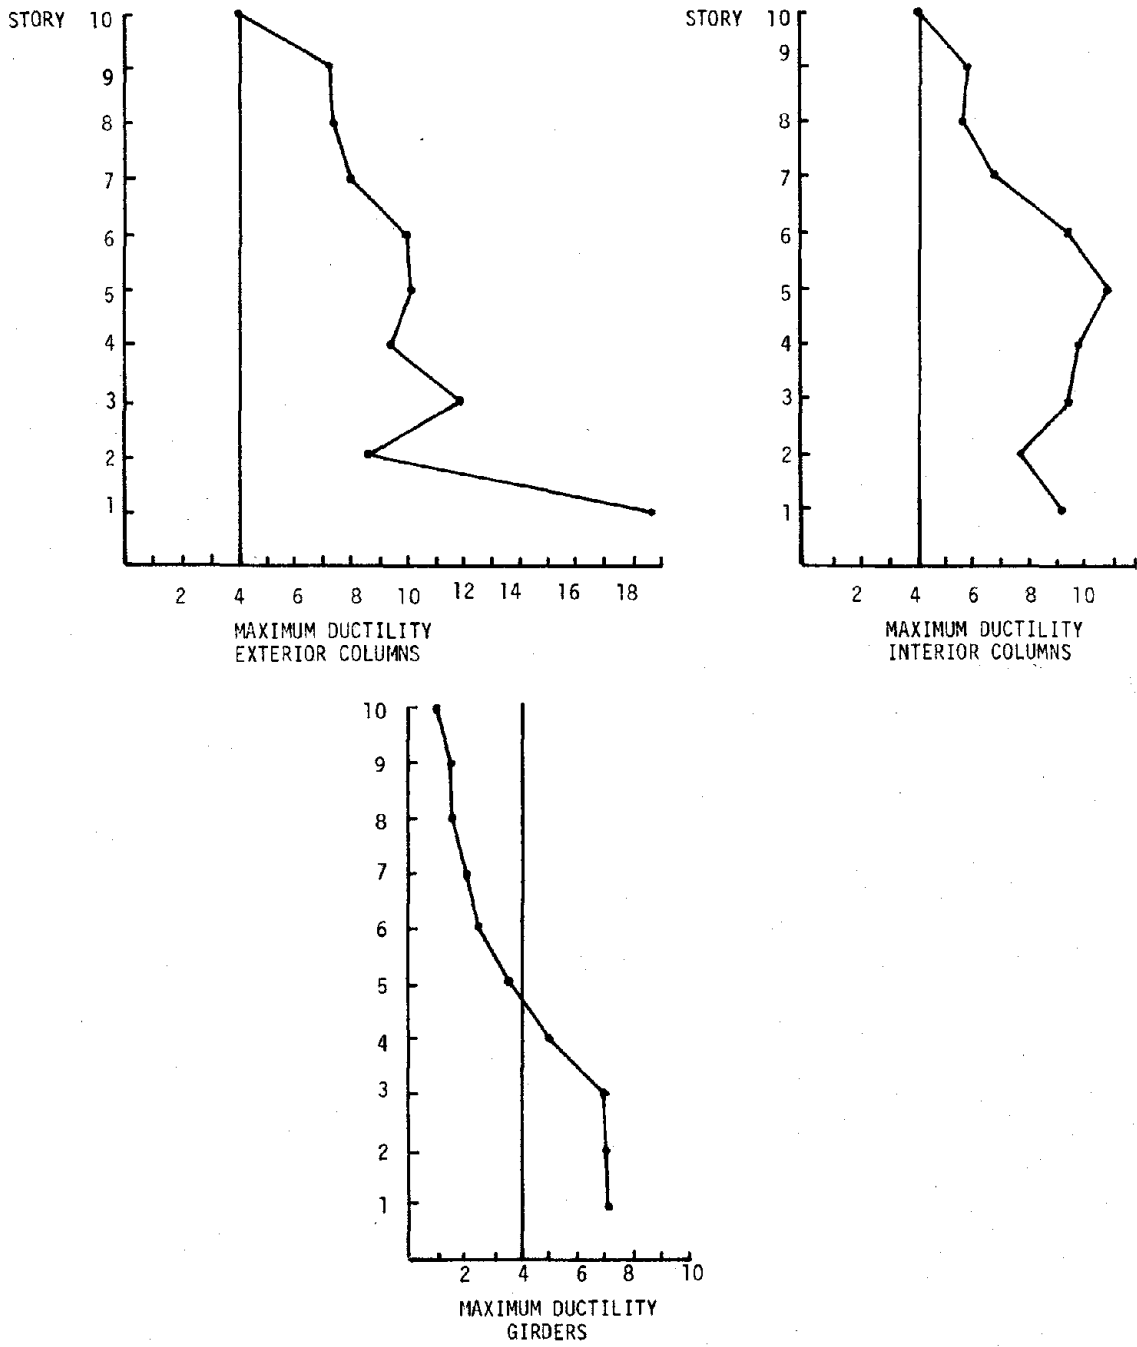 STORY 10
9
8
7
6
5
4
3
2
1
2 4 6 8 10 12 14 16 18
MAXIMUM DUCTILITY
EXTERIOR COLUMNS
STORY 10
9
8
7
6
5
4
3
2
1
2 4 6 8 10
MAXIMUM DUCTILITY
INTERIOR COLUMNS
10
9
8
7
6
5
4
3
2
1
2 4 6 8 10
MAXIMUM DUCTILITY
GIRDERS